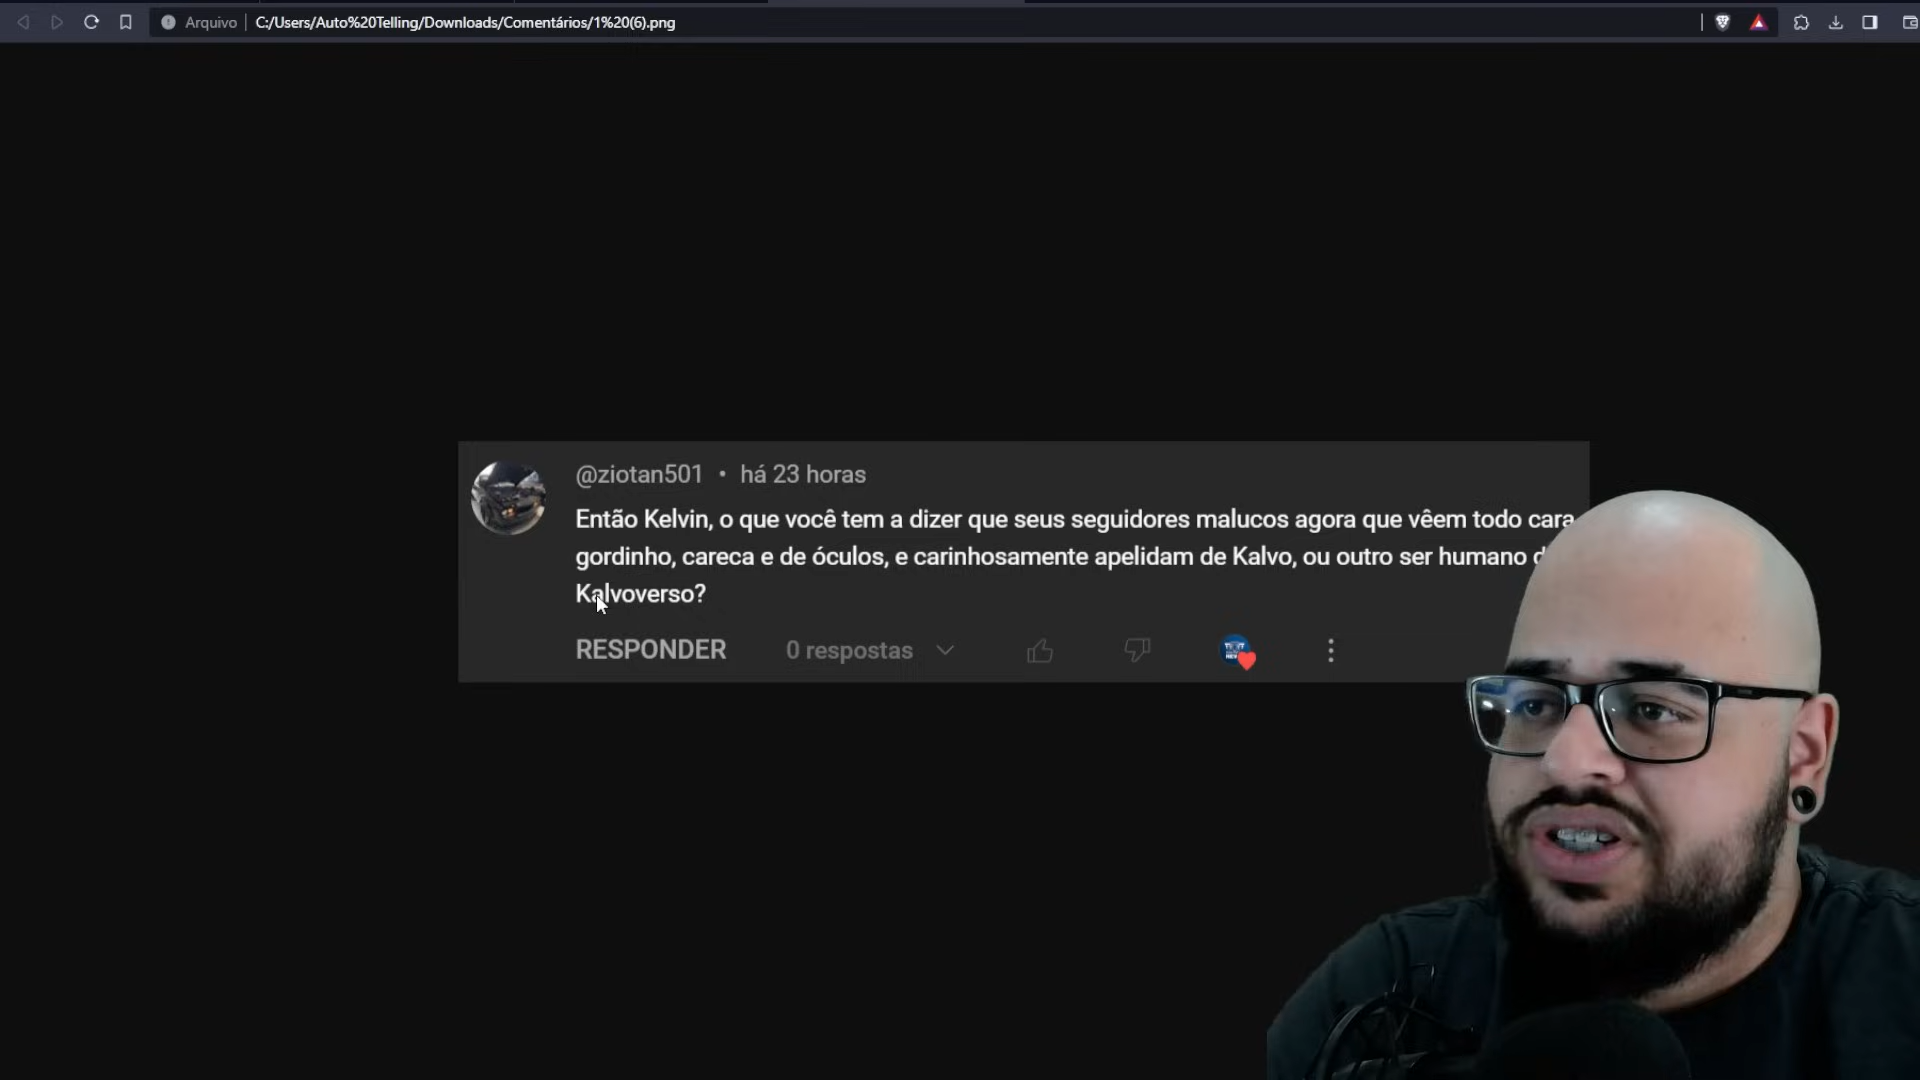 Arquivo C:/Users/Auto%20Telling/Downloads/Comentários/1%20(6).png
@ziotan501 • há 23 horas
Então Kelvin, o que você tem a dizer que seus seguidores malucos agora que vêem todo cara
gordinho, careca e de óculos, e carinhosamente apelidam de Kalvo, ou outro ser humano
Kalvoverso?
RESPONDER 0 respostas